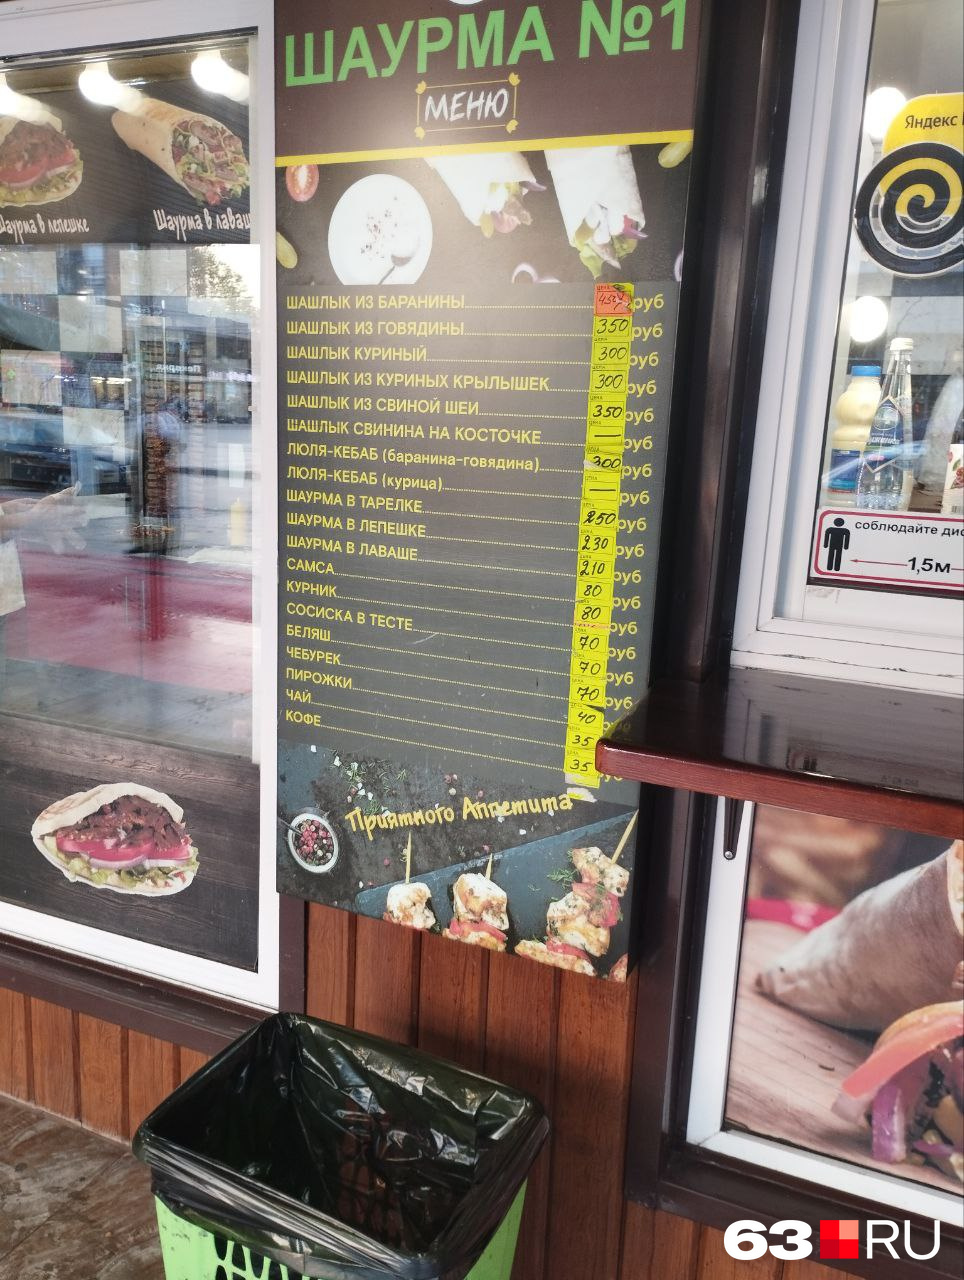 ШАУРМА №1
МЕНЮ
Шаурма в лепешке
Шаурма в лаваш
Яндекс
ШАШЛЫК ИЗ БАРАНИНЫ руб
ШАШЛЫК ИЗ ГОВЯДИНЫ 350 руб
ШАШЛЫК КУРИНЫЙ 300 руб
ШАШЛЫК ИЗ КУРИНЫХ КРЫЛЫШЕК 300 руб
ШАШЛЫК ИЗ СВИНОЙ ШЕИ 350 руб
ШАШЛЫК СВИНИНА НА КОСТОЧКЕ — руб
ЛЮЛЯ-КЕБАБ (баранина-говядина) 300 руб
ЛЮЛЯ-КЕБАБ (курица) — руб
ШАУРМА В ТАРЕЛКЕ 250 руб
ШАУРМА В ЛЕПЕШКЕ 230 руб
ШАУРМА В ЛАВАШЕ 210 руб
САМСА 80 руб
КУРНИК 80 руб
СОСИСКА В ТЕСТЕ 70 руб
БЕЛЯШ 70 руб
ЧЕБУРЕК 70 руб
ПИРОЖКИ 40
ЧАЙ 35
КОФЕ 35
Приятного Аппетита
соблюдайте дис
1,5м
63 RU